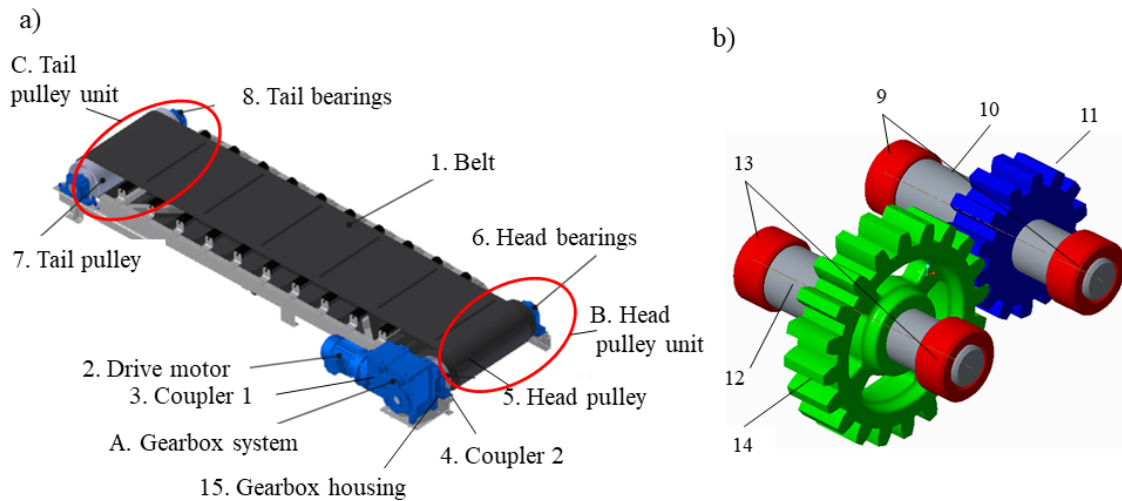 a)
C. Tail
pulley unit
8. Tail bearings
1. Belt
7. Tail pulley
6. Head bearings
B. Head
pulley unit
2. Drive motor
3. Coupler 1
5. Head pulley
A. Gearbox system
4. Coupler 2
15. Gearbox housing
b)
9
10
11
13
12
14